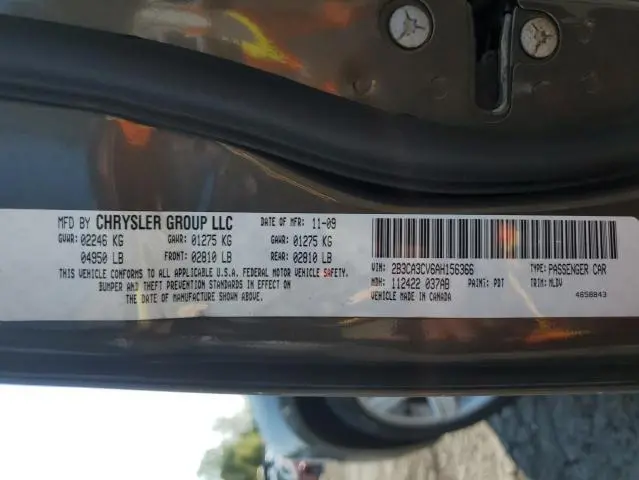 MFD BY CHRYSLER GROUP LLC DATE OF MFR: 11-09
GVWR: 02246 KG GAWR: 01275 KG GAWR: 01275 KG
04950 LB FRONT: 02810 LB REAR: 02810 LB
THIS VEHICLE CONFORMS TO ALL APPLICABLE U.S.A. FEDERAL MOTOR VEHICLE SAFETY,
BUMPER AND THEFT PREVENTION STANDARDS IN EFFECT ON
THE DATE OF MANUFACTURE SHOWN ABOVE.
VIN: 2B3CA3CV6AH156366 TYPE: PASSENGER CAR
MDH: 112422 037AB PAINT: PDT TRIM: MLDV
VEHICLE MADE IN CANADA 4658843